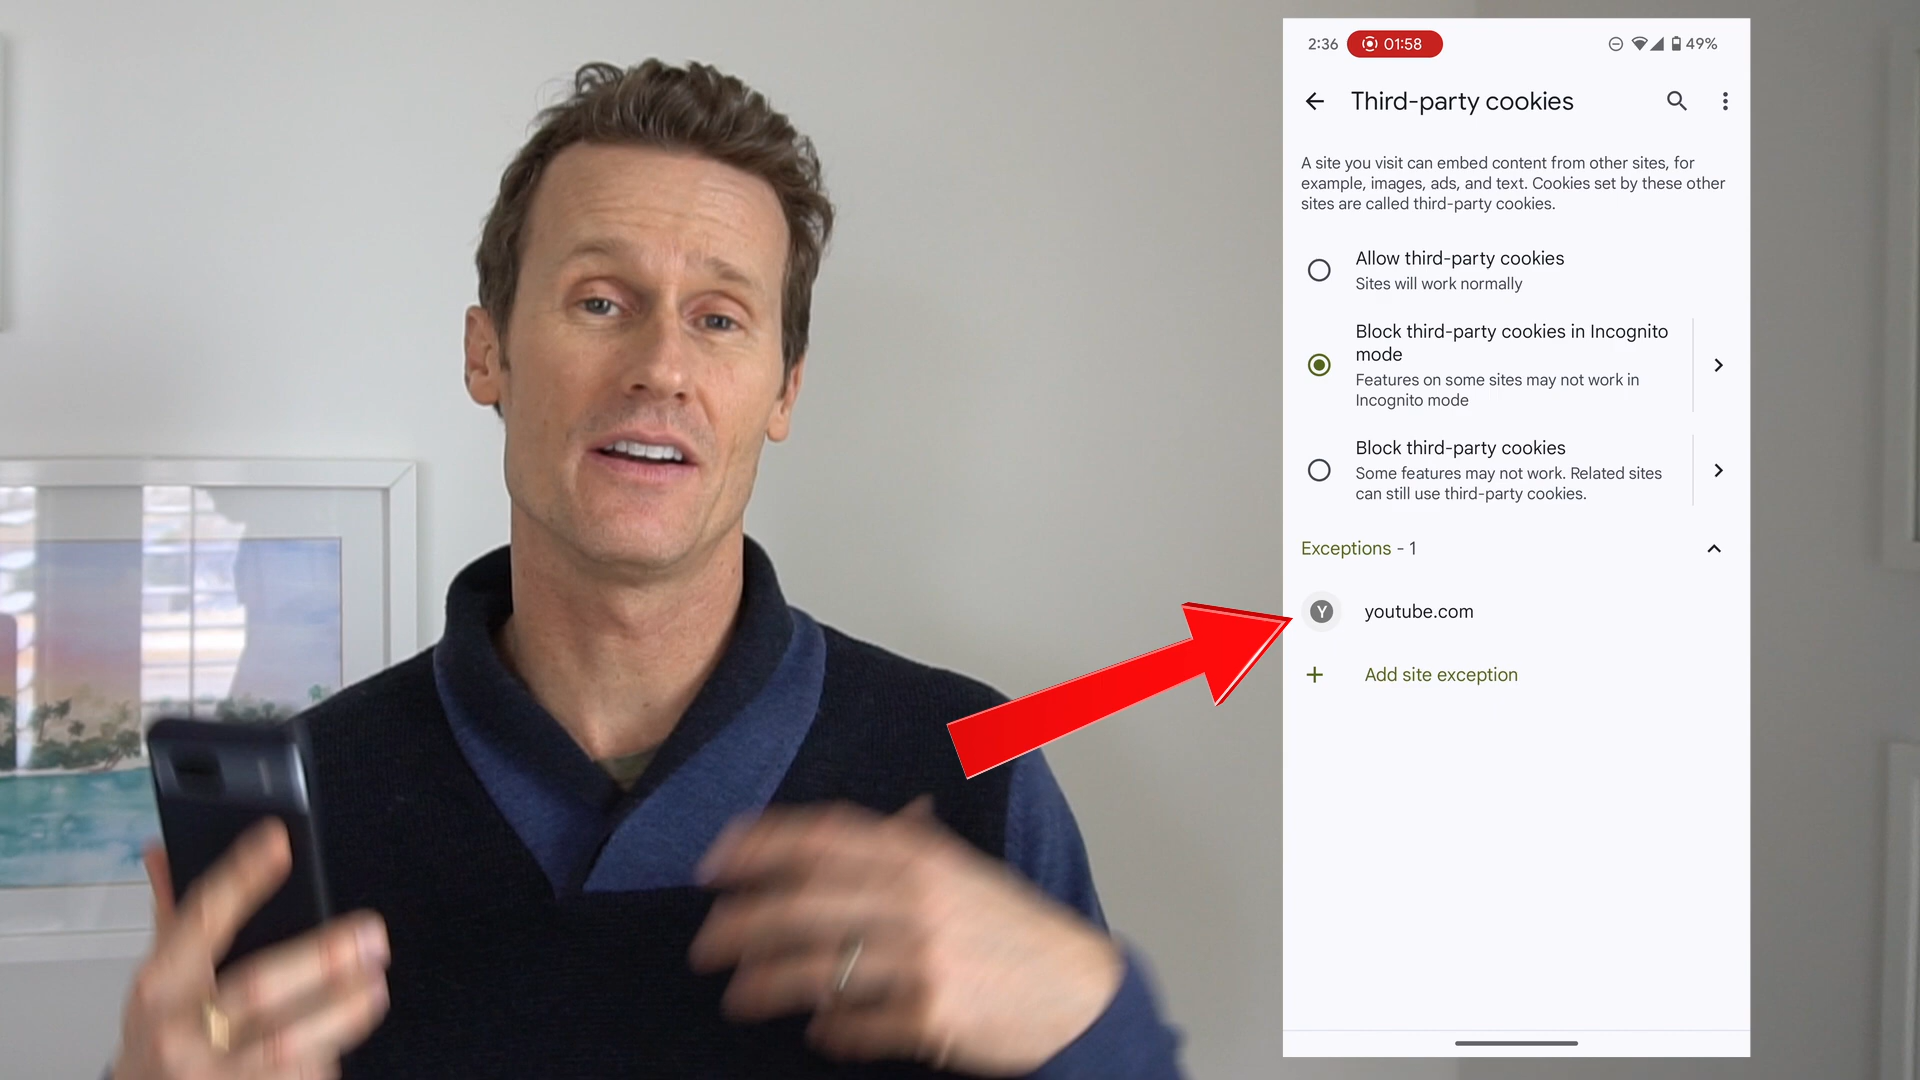 2:36 01:58 49%
Third-party cookies
A site you visit can embed content from other sites, for
example, images, ads, and text. Cookies set by these other
sites are called third-party cookies.
Allow third-party cookies
Sites will work normally
Block third-party cookies in Incognito
mode
Features on some sites may not work in
Incognito mode
Block third-party cookies
Some features may not work. Related sites
can still use third-party cookies.
Exceptions - 1
Y youtube.com
+ Add site exception